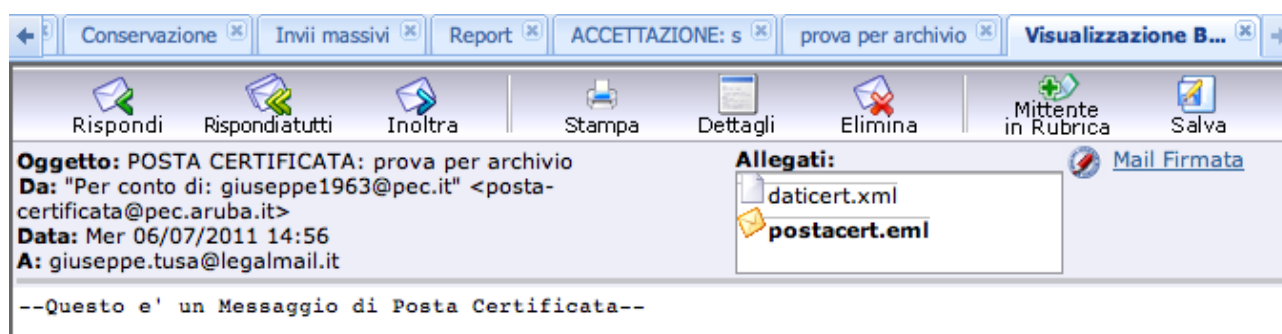 Conservazione Invii massivi Report ACCETTAZIONE: s prova per archivio Visualizzazione B...
Rispondi Rispondiatutti Inoltra Stampa Dettagli Elimina Mittente in Rubrica Salva
Oggetto: POSTA CERTIFICATA: prova per archivio
Da: "Per conto di: giuseppe1963@pec.it" <posta-
certificata@pec.aruba.it>
Data: Mer 06/07/2011 14:56
A: giuseppe.tusa@legalmail.it
Allegati:
daticert.xml
postacert.eml
Mail Firmata
--Questo e' un Messaggio di Posta Certificata--